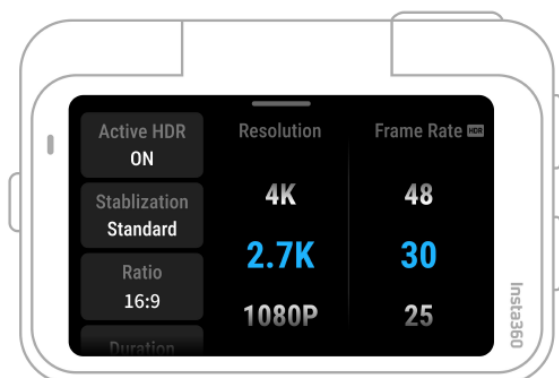 Active HDR
ON
Stablization
Standard
Ratio
16:9
Duration
Resolution
4K
2.7K
1080P
Frame Rate HDR
48
30
25
Insta360